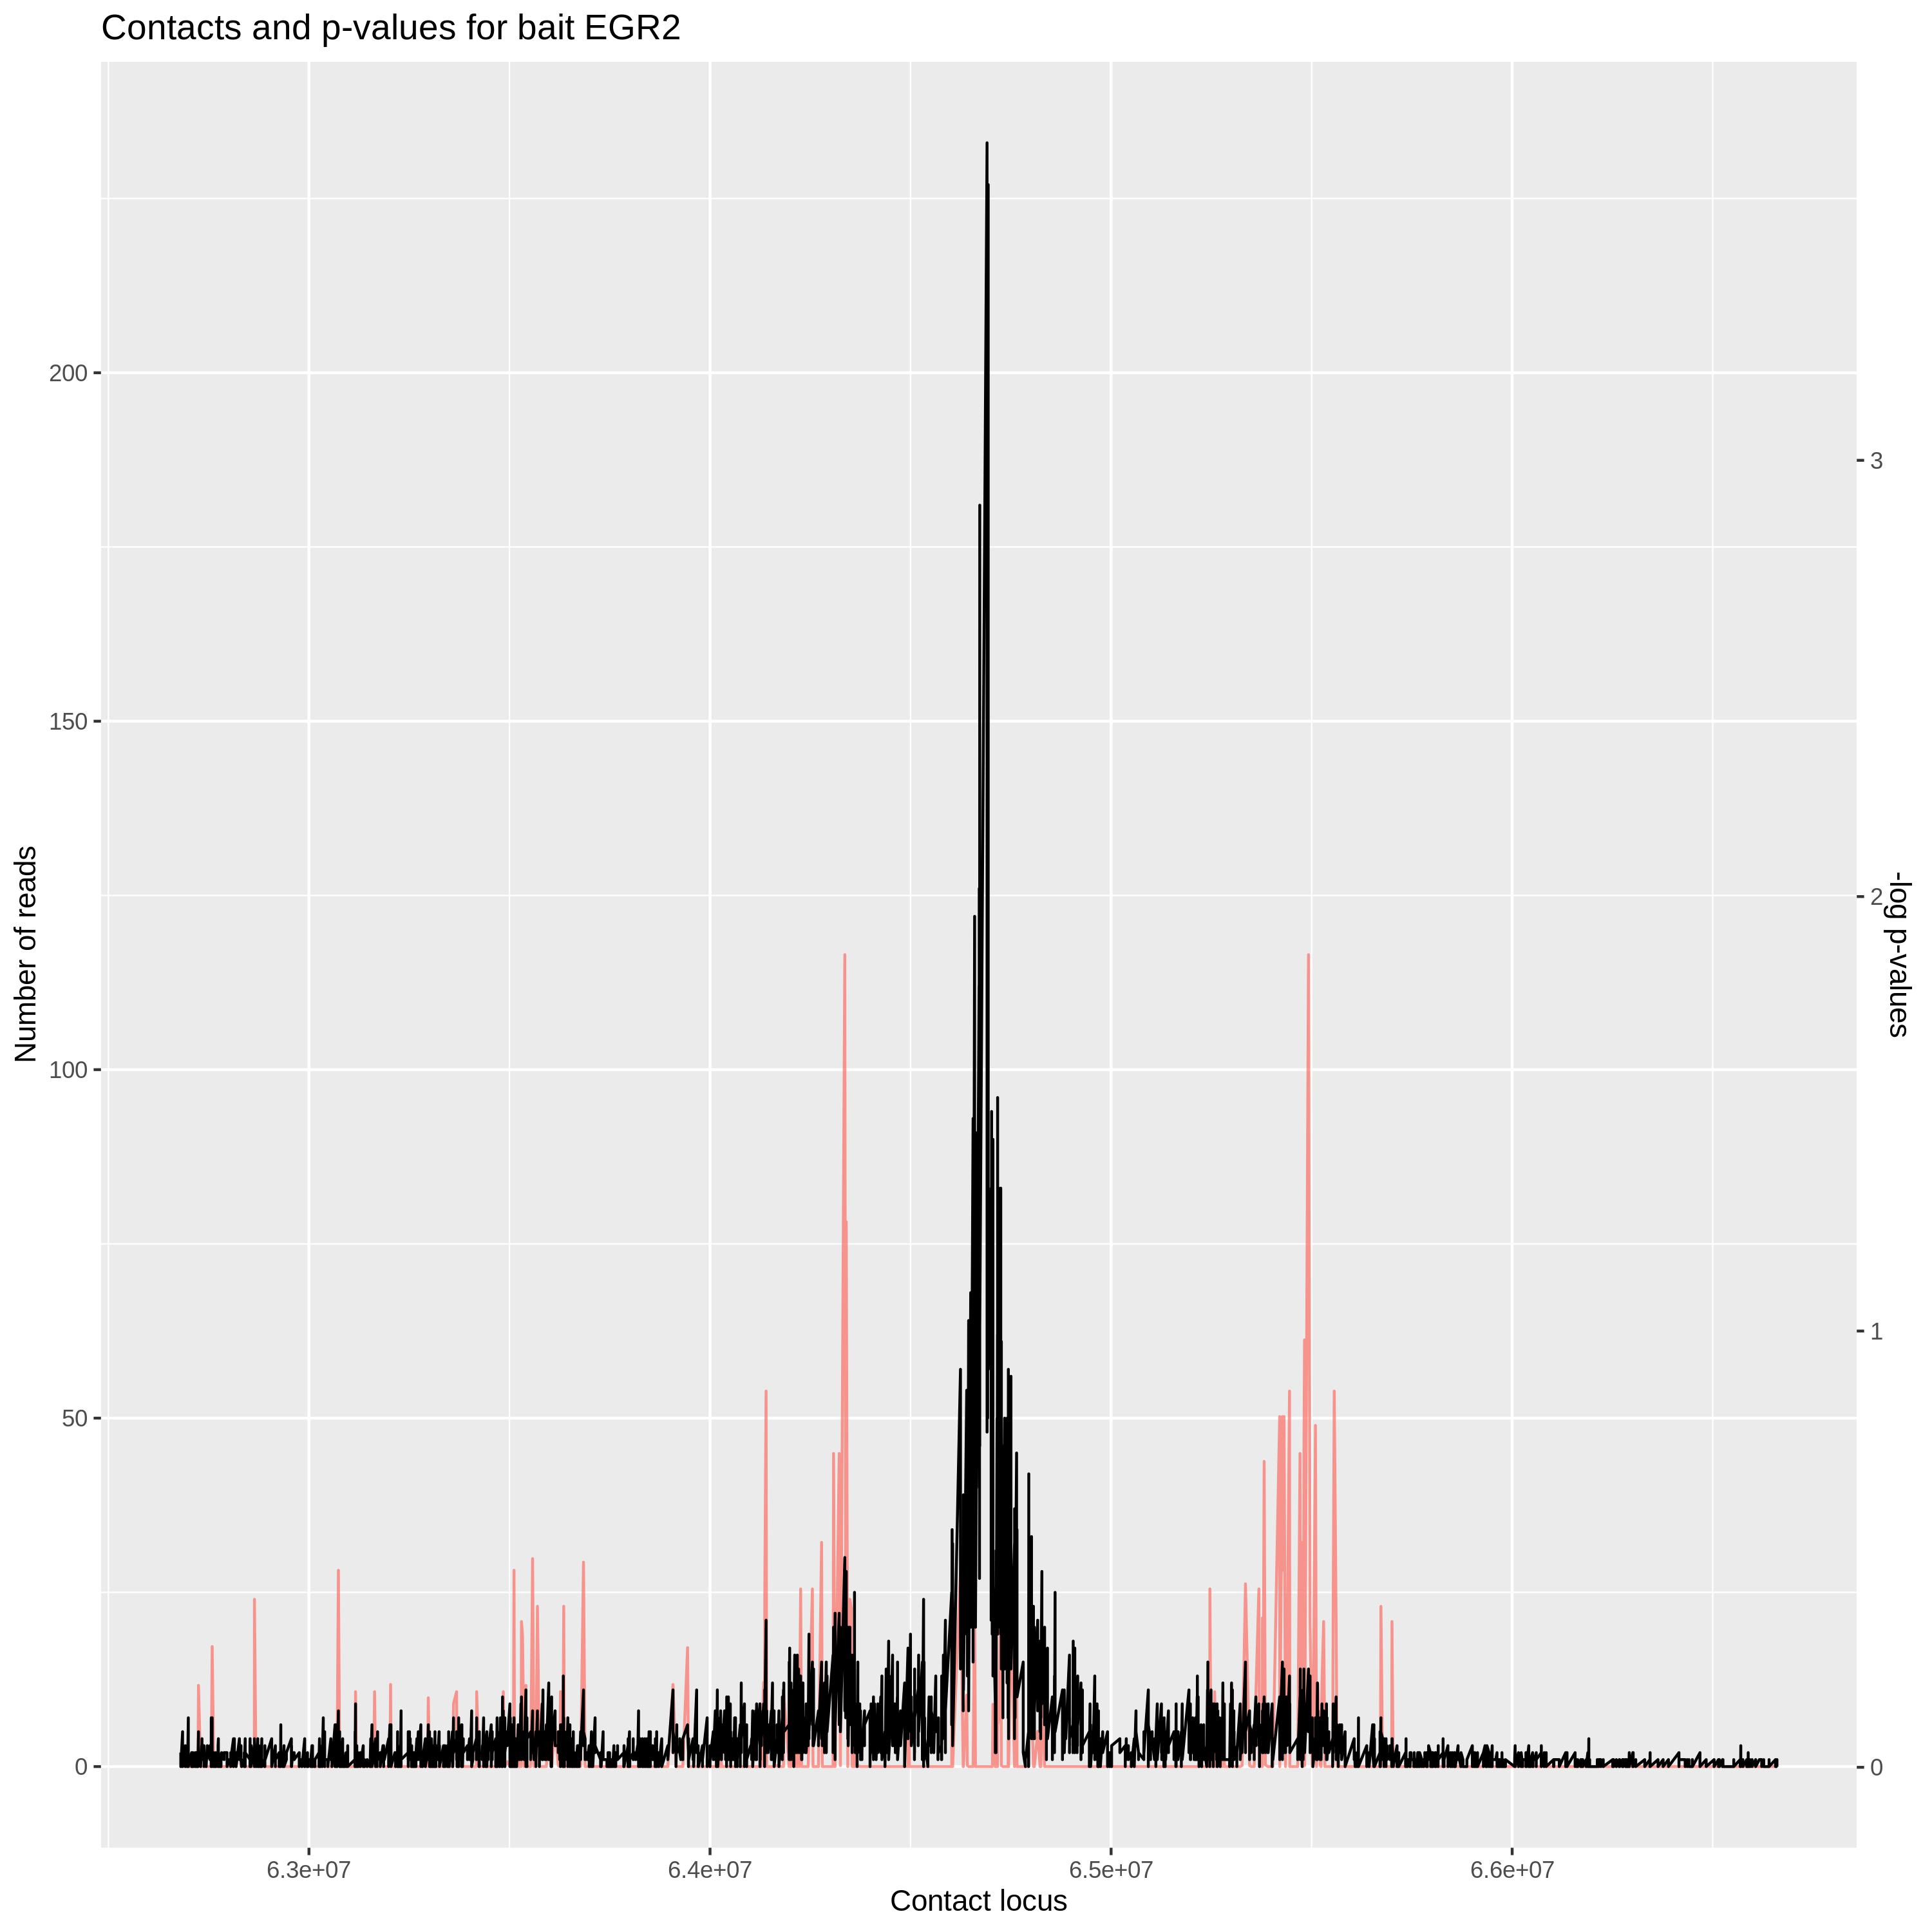 Contacts and p-values for bait EGR2
Number of reads
200
150
100
50
0
3
2
1
0
-log p-values
6.3e+07 6.4e+07 6.5e+07 6.6e+07
Contact locus